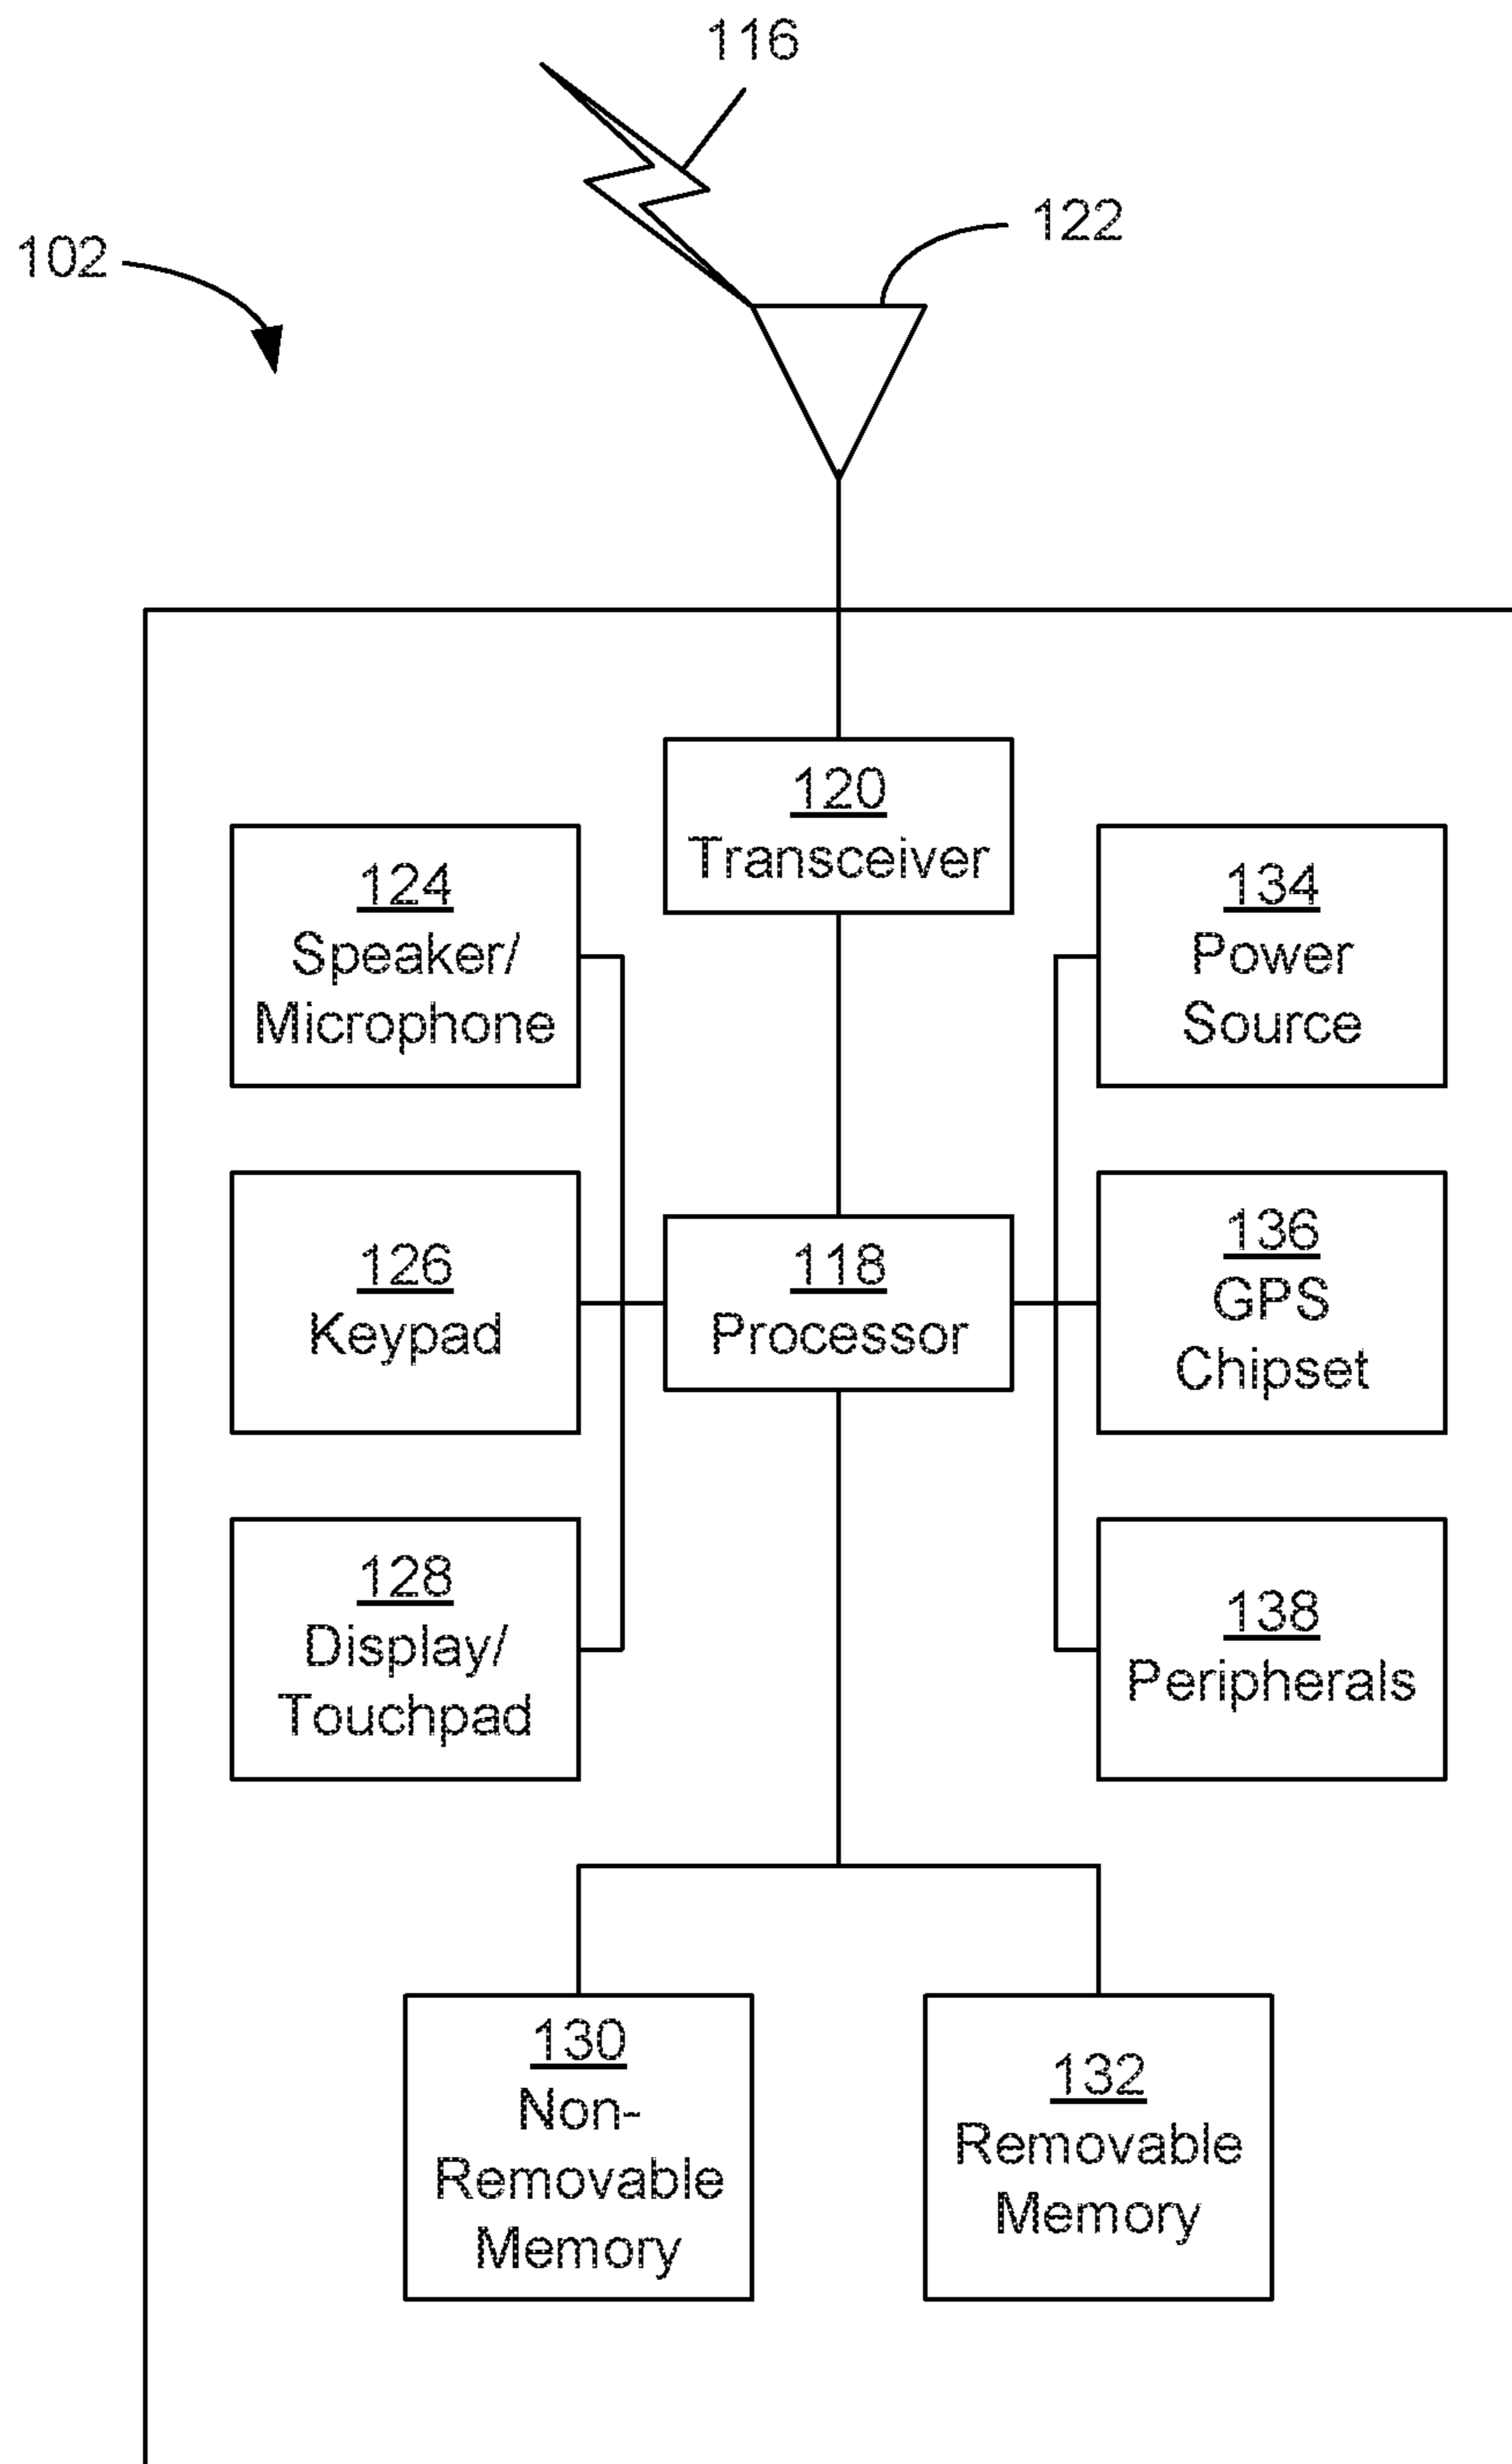 116
122
102
120
Transceiver
124
Speaker/
Microphone
134
Power
Source
126
Keypad
118
Processor
136
GPS
Chipset
128
Display/
Touchpad
138
Peripherals
130
Non-
Removable
Memory
132
Removable
Memory